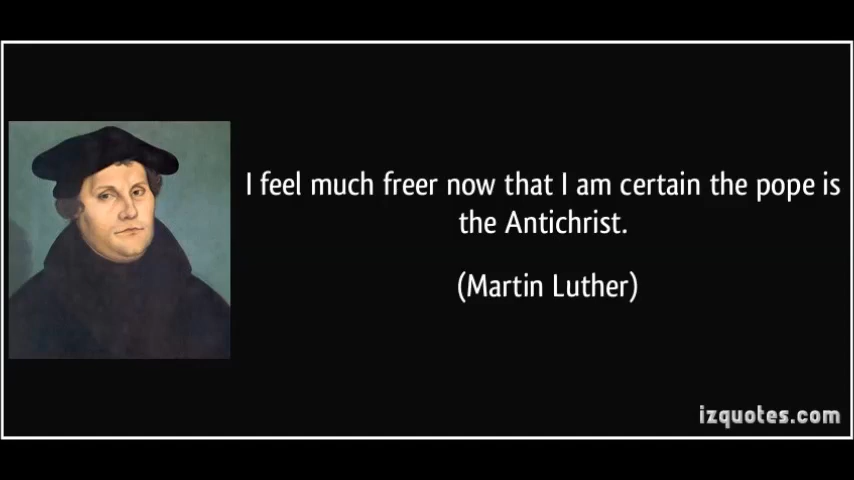 I feel much freer now that I am certain the pope is
the Antichrist.
(Martin Luther)
izquotes.com